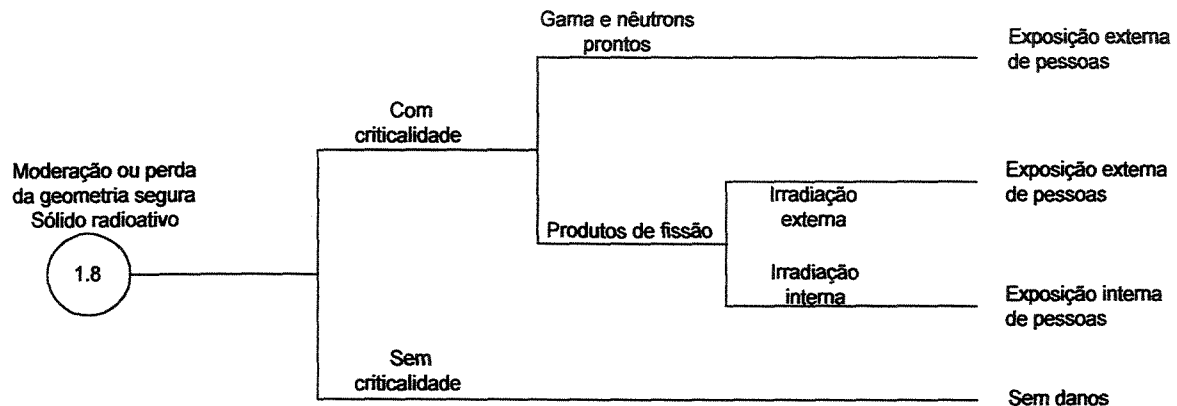 Gama e nêutrons
prontos
Exposição externa
de pessoas
Com
criticalidade
Moderação ou perda
da geometria segura
Sólido radioativo
1.8
Exposição externa
de pessoas
Irradiação
externa
Produtos de fissão
Irradiação
interna
Exposição interna
de pessoas
Sem
criticalidade
Sem danos